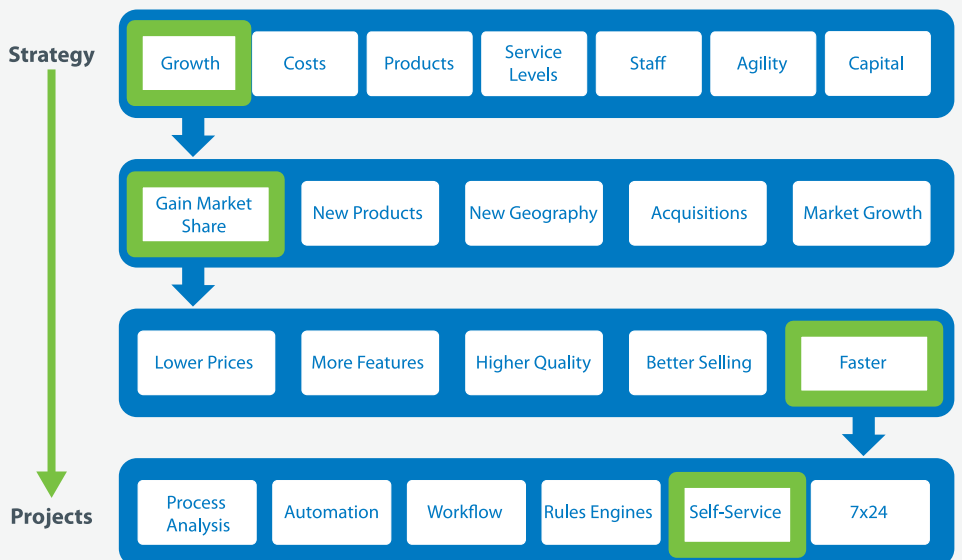 Strategy
Growth
Costs
Products
Service
Levels
Staff
Agility
Capital
Gain Market
Share
New Products
New Geography
Acquisitions
Market Growth
Lower Prices
More Features
Higher Quality
Better Selling
Faster
Projects
Process
Analysis
Automation
Workflow
Rules Engines
Self-Service
7x24